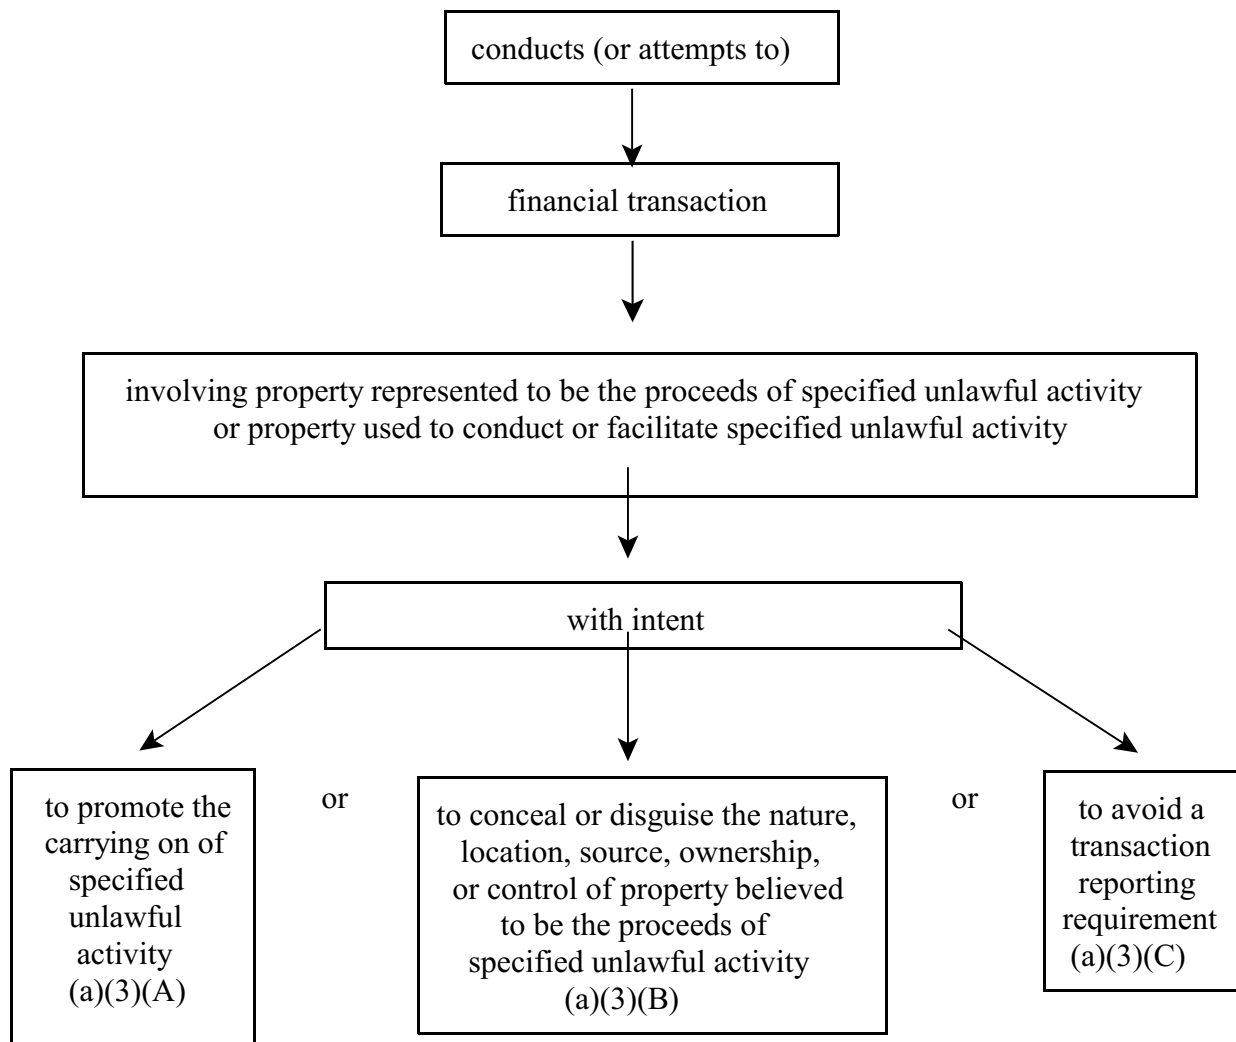 conducts (or attempts to)
financial transaction
involving property represented to be the proceeds of specified unlawful activity
or property used to conduct or facilitate specified unlawful activity
with intent
to promote the
carrying on of
specified
unlawful
activity
(a)(3)(A)
or
to conceal or disguise the nature,
location, source, ownership,
or control of property believed
to be the proceeds of
specified unlawful activity
(a)(3)(B)
or
to avoid a
transaction
reporting
requirement
(a)(3)(C)